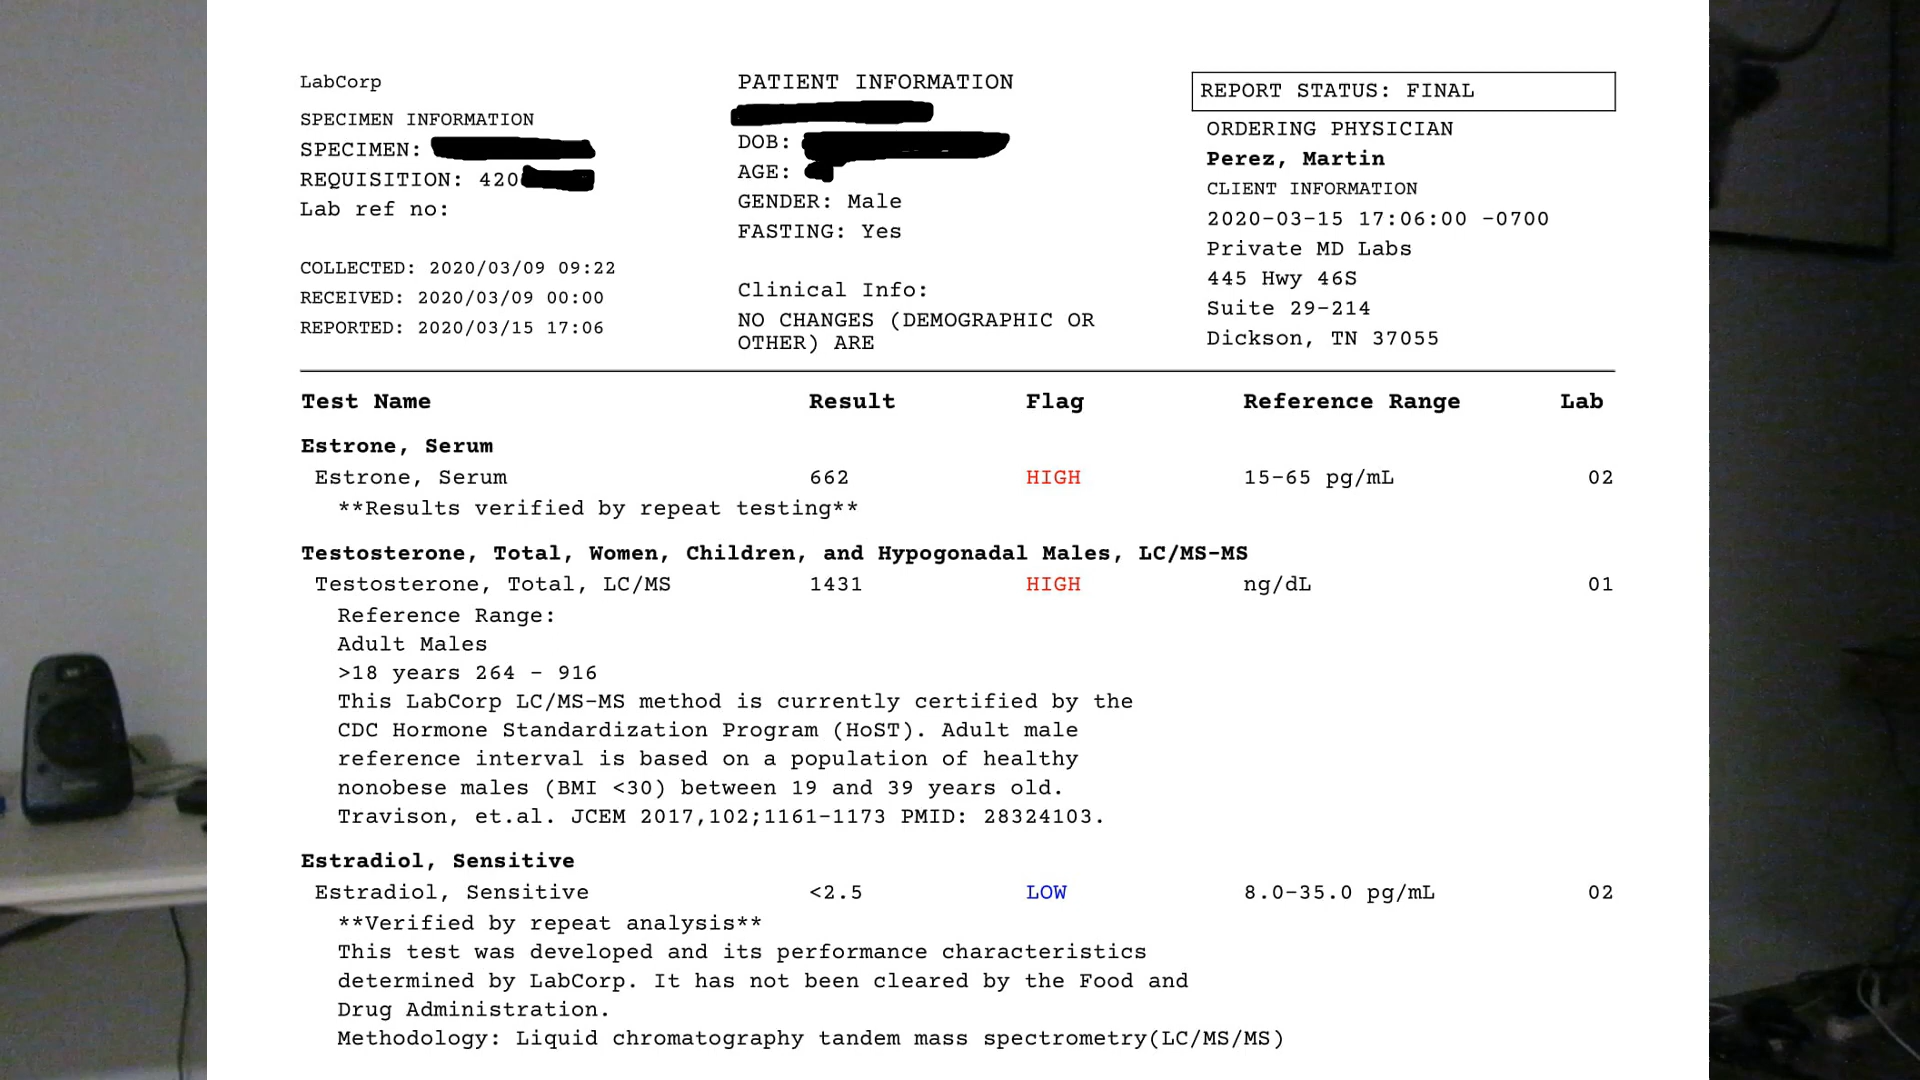 LabCorp
SPECIMEN INFORMATION
SPECIMEN:
REQUISITION: 420
Lab ref no:
COLLECTED: 2020/03/09 09:22
RECEIVED: 2020/03/09 00:00
REPORTED: 2020/03/15 17:06
PATIENT INFORMATION
DOB:
AGE:
GENDER: Male
FASTING: Yes
Clinical Info:
NO CHANGES (DEMOGRAPHIC OR
OTHER) ARE
REPORT STATUS: FINAL
ORDERING PHYSICIAN
Perez, Martin
CLIENT INFORMATION
2020-03-15 17:06:00 -0700
Private MD Labs
445 Hwy 46S
Suite 29-214
Dickson, TN 37055
Test Name Result Flag Reference Range Lab
Estrone, Serum
Estrone, Serum 662 HIGH 15-65 pg/mL 02
**Results verified by repeat testing**
Testosterone, Total, Women, Children, and Hypogonadal Males, LC/MS-MS
Testosterone, Total, LC/MS 1431 HIGH ng/dL 01
Reference Range:
Adult Males
>18 years 264 - 916
This LabCorp LC/MS-MS method is currently certified by the
CDC Hormone Standardization Program (HoST). Adult male
reference interval is based on a population of healthy
nonobese males (BMI <30) between 19 and 39 years old.
Travison, et.al. JCEM 2017,102;1161-1173 PMID: 28324103.
Estradiol, Sensitive
Estradiol, Sensitive <2.5 LOW 8.0-35.0 pg/mL 02
**Verified by repeat analysis**
This test was developed and its performance characteristics
determined by LabCorp. It has not been cleared by the Food and
Drug Administration.
Methodology: Liquid chromatography tandem mass spectrometry(LC/MS/MS)